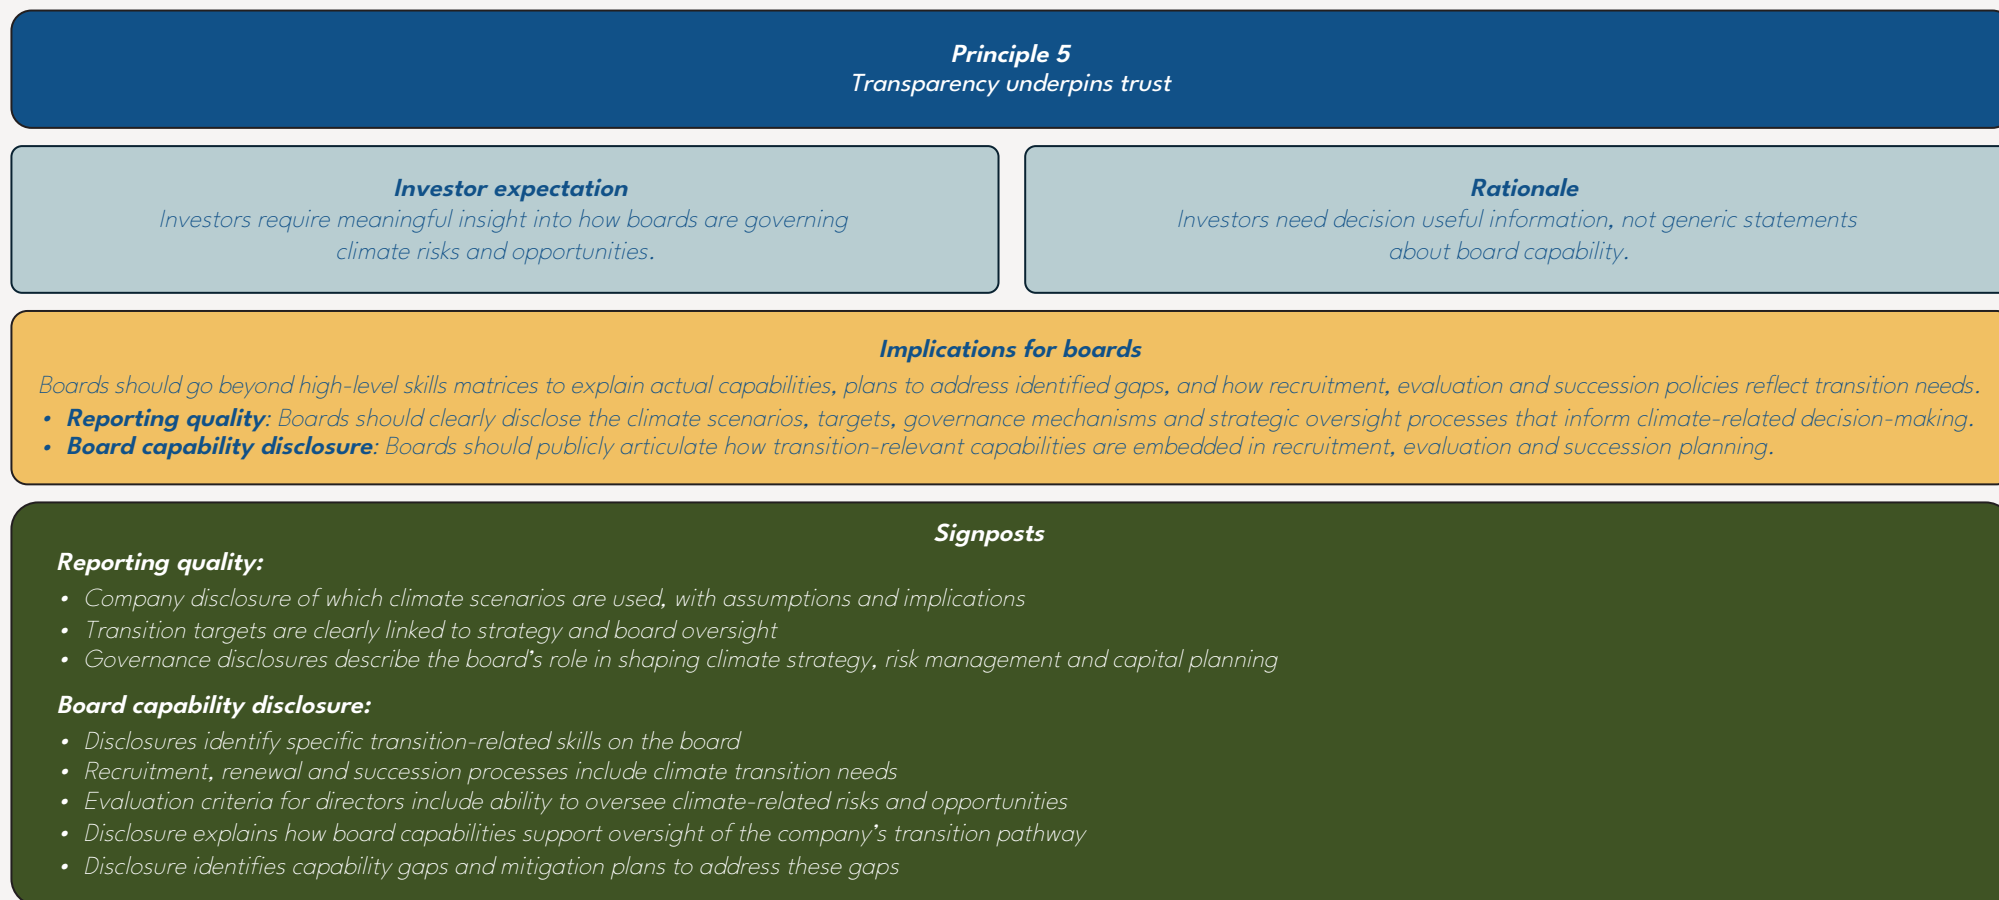 Principle 5
Transparency underpins trust
Investor expectation
Investors require meaningful insight into how boards are governing
climate risks and opportunities.
Rationale
Investors need decision useful information, not generic statements
about board capability.
Implications for boards
Boards should go beyond high-level skills matrices to explain actual capabilities, plans to address identified gaps, and how recruitment, evaluation and succession policies reflect transition needs.
• Reporting quality: Boards should clearly disclose the climate scenarios, targets, governance mechanisms and strategic oversight processes that inform climate-related decision-making.
• Board capability disclosure: Boards should publicly articulate how transition-relevant capabilities are embedded in recruitment, evaluation and succession planning.
Signposts
Reporting quality:
• Company disclosure of which climate scenarios are used, with assumptions and implications
• Transition targets are clearly linked to strategy and board oversight
• Governance disclosures describe the board’s role in shaping climate strategy, risk management and capital planning
Board capability disclosure:
• Disclosures identify specific transition-related skills on the board
• Recruitment, renewal and succession processes include climate transition needs
• Evaluation criteria for directors include ability to oversee climate-related risks and opportunities
• Disclosure explains how board capabilities support oversight of the company’s transition pathway
• Disclosure identifies capability gaps and mitigation plans to address these gaps